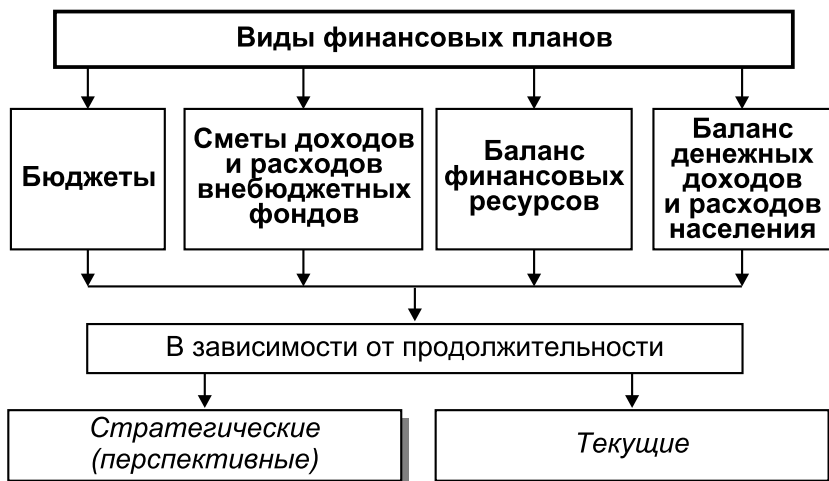 Виды финансовых планов
Бюджеты
Сметы доходов
и расходов
внебюджетных
фондов
Баланс
финансовых
ресурсов
Баланс
денежных
доходов
и расходов
населения
В зависимости от продолжительности
Стратегические
(перспективные)
Текущие